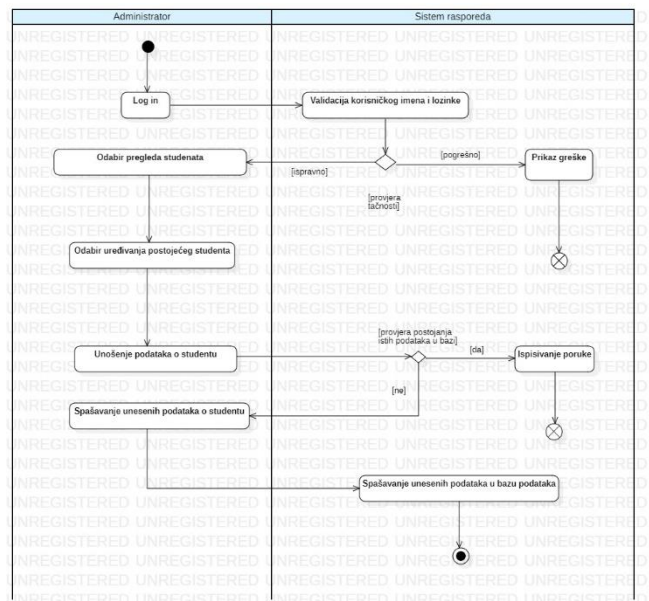 Administrator
Sistem rasporeda
Log in
Validacija korisničkog imena i lozinke
Odabir pregleda studenata
[ispravno]
[pogrešno]
Prikaz greške
[provjera
tačnosti]
Odabir uređivanja postojećeg studenta
Unošenje podataka o studentu
[provjera postojanja
istih podataka u bazi]
[da]
Ispisivanje poruke
[ne]
Spašavanje unesenih podataka o studentu
Spašavanje unesenih podataka u bazu podataka
UNREGISTERED